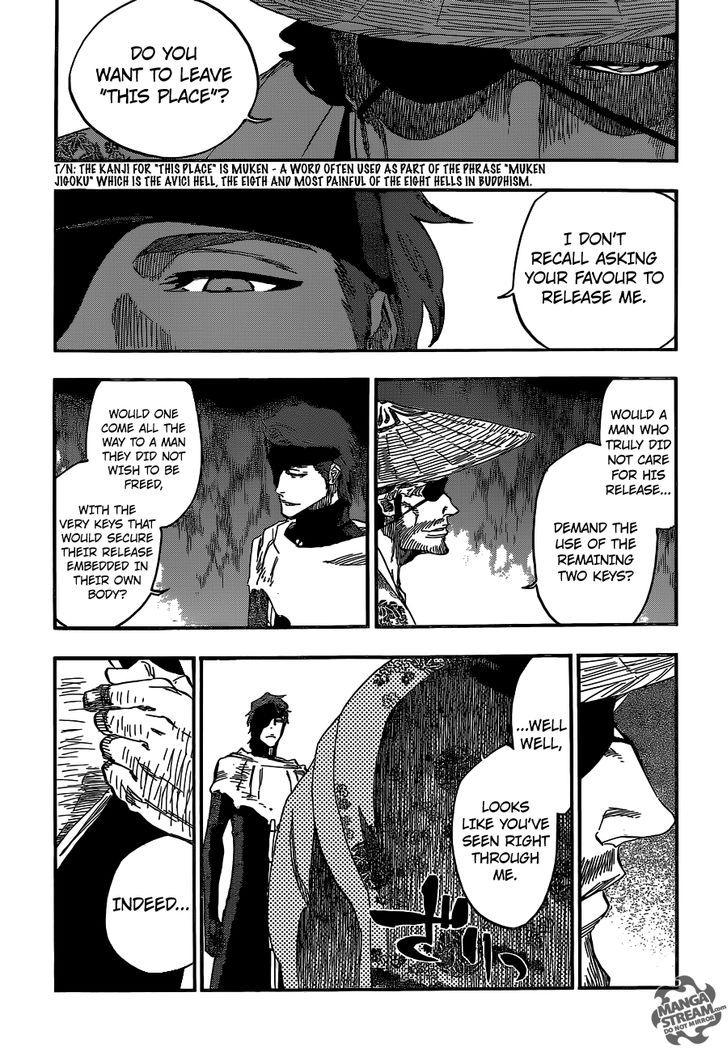 DO YOU
WANT TO LEAVE
"THIS PLACE"?
T/N: THE KANJI FOR "THIS PLACE" IS MUKEN - A WORD OFTEN USED AS PART OF THE PHRASE "MUKEN
JIGOKU" WHICH IS THE AVICI HELL, THE EIGTH AND MOST PAINFUL OF THE EIGHT HELLS IN BUDDHISM.
I DON'T
RECALL ASKING
YOUR FAVOUR TO
RELEASE ME.
WOULD A
MAN WHO
TRULY DID
NOT CARE
FOR HIS
RELEASE...
DEMAND THE
USE OF THE
REMAINING
TWO KEYS?
WOULD ONE
COME ALL THE
WAY TO A MAN
THEY DID NOT
WISH TO BE
FREED,
WITH THE
VERY KEYS THAT
WOULD SECURE
THEIR RELEASE
EMBEDDED IN
THEIR OWN
BODY?
...WELL
WELL,
LOOKS
LIKE YOU'VE
SEEN RIGHT
THROUGH
ME.
INDEED...
MANGA
STREAM.COM
DO NOT MIRROR